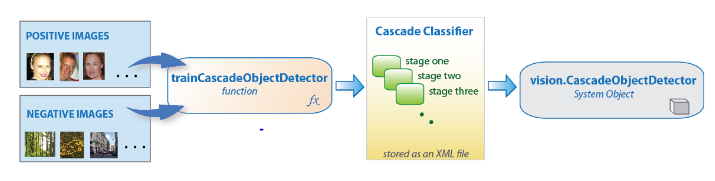 POSITIVE IMAGES
NEGATIVE IMAGES
trainCascadeObjectDetector
function
fx
Cascade Classifier
stage one
stage two
stage three
stored as an XML file
vision.CascadeObjectDetector
System Object